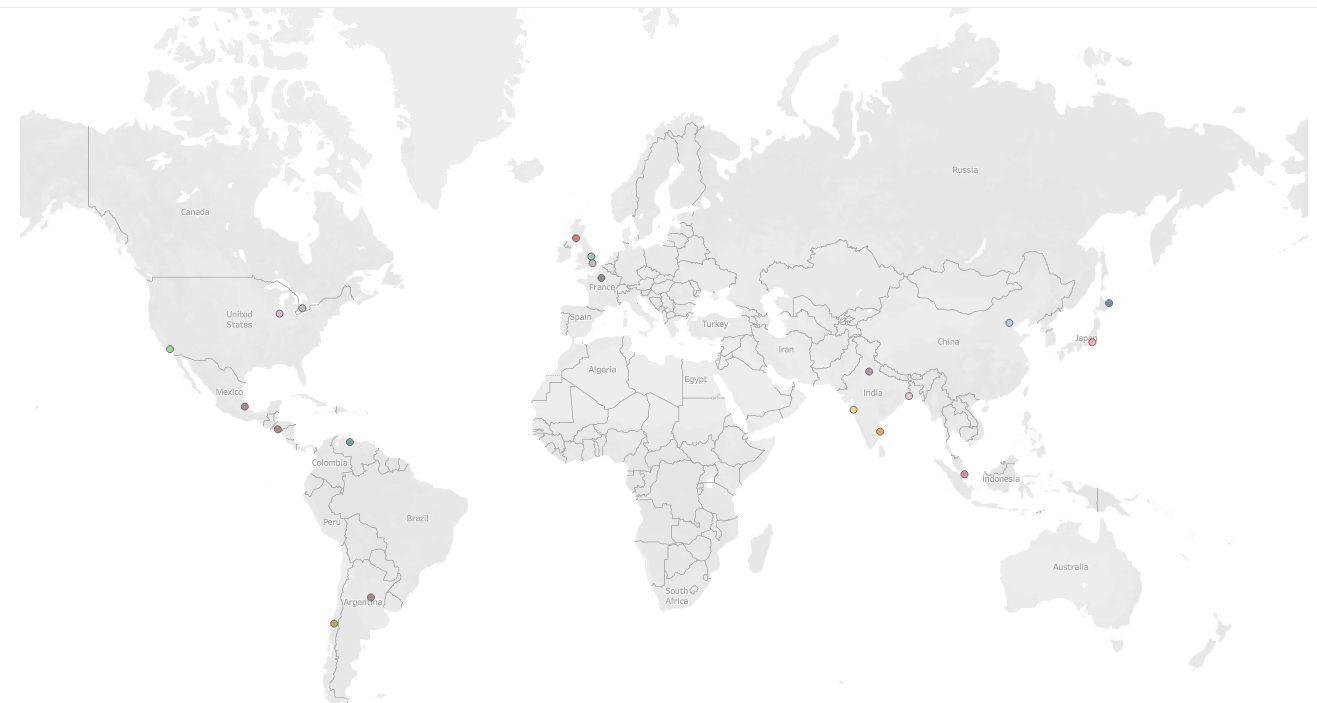 Russia
Canada
France
United
States
Spain
Turkey
Japan
China
Iran
Algeria
Egypt
Mexico
India
Colombia
Indonesia
Peru
Brazil
Australia
South
Africa
Argentina